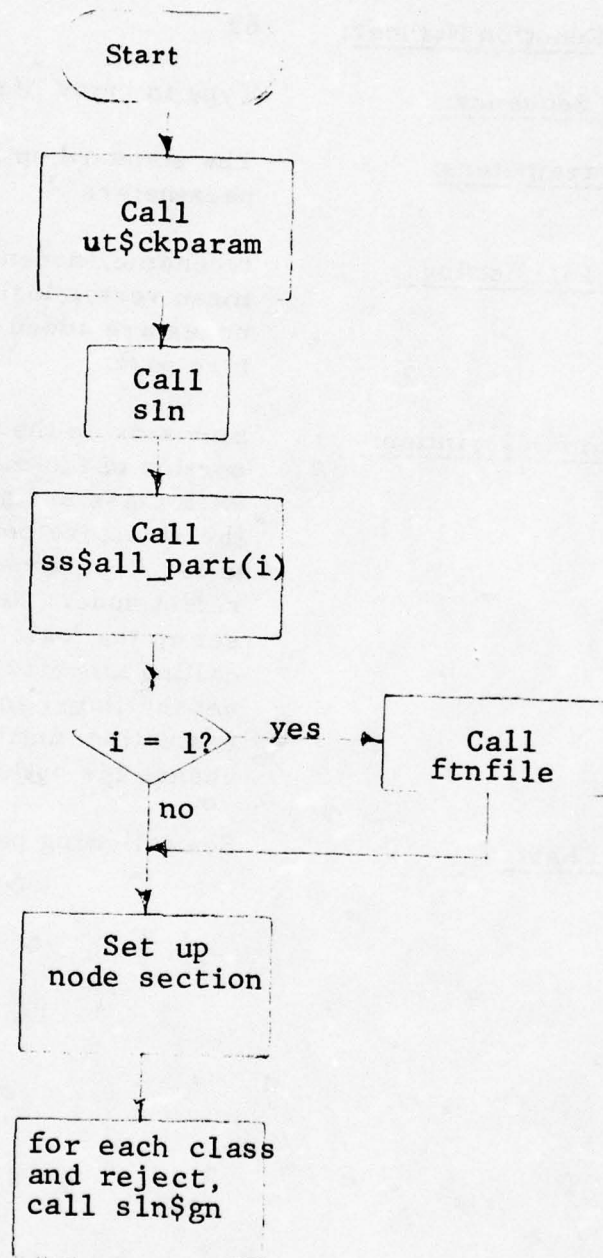 Start
Call
ut$ckparam
Call
sln
Call
ss$all_part(i)
i = 1?
yes
Call
ftnfile
no
Set up
node section
for each class
and reject,
call sln$gn